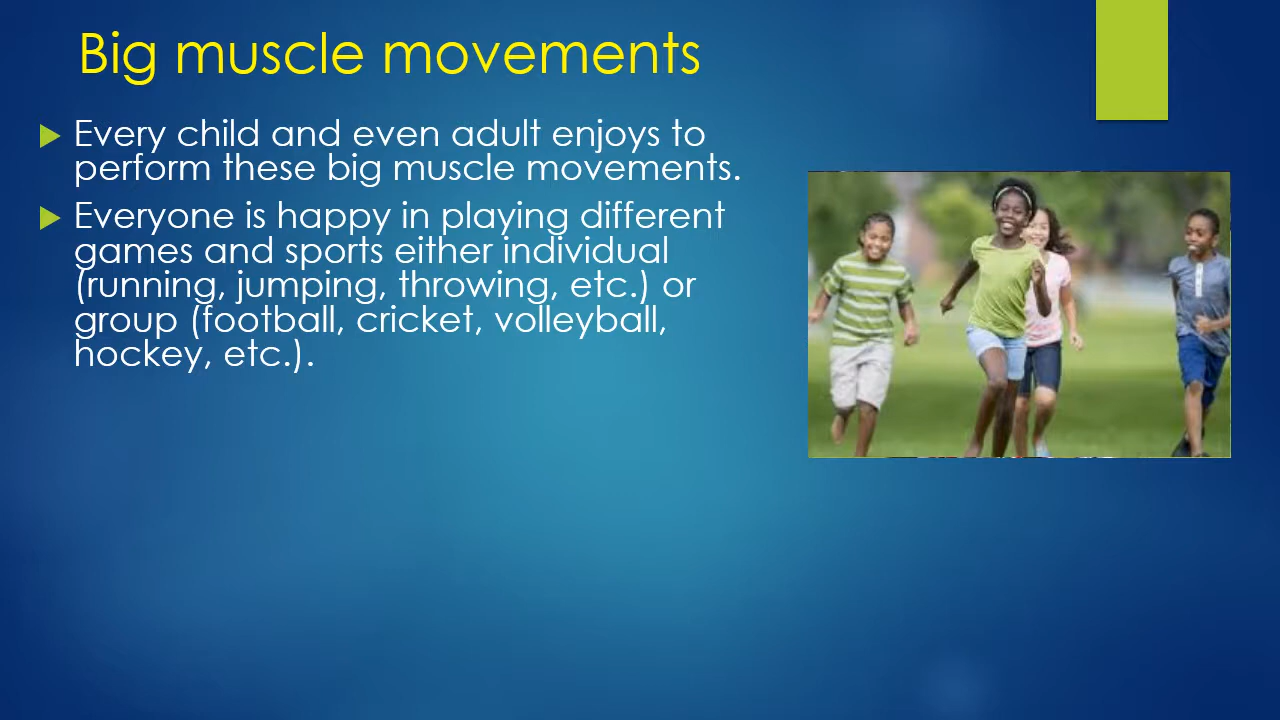 Big muscle movements
Every child and even adult enjoys to
perform these big muscle movements.
Everyone is happy in playing different
games and sports either individual
(running, jumping, throwing, etc.) or
group (football, cricket, volleyball,
hockey, etc.).